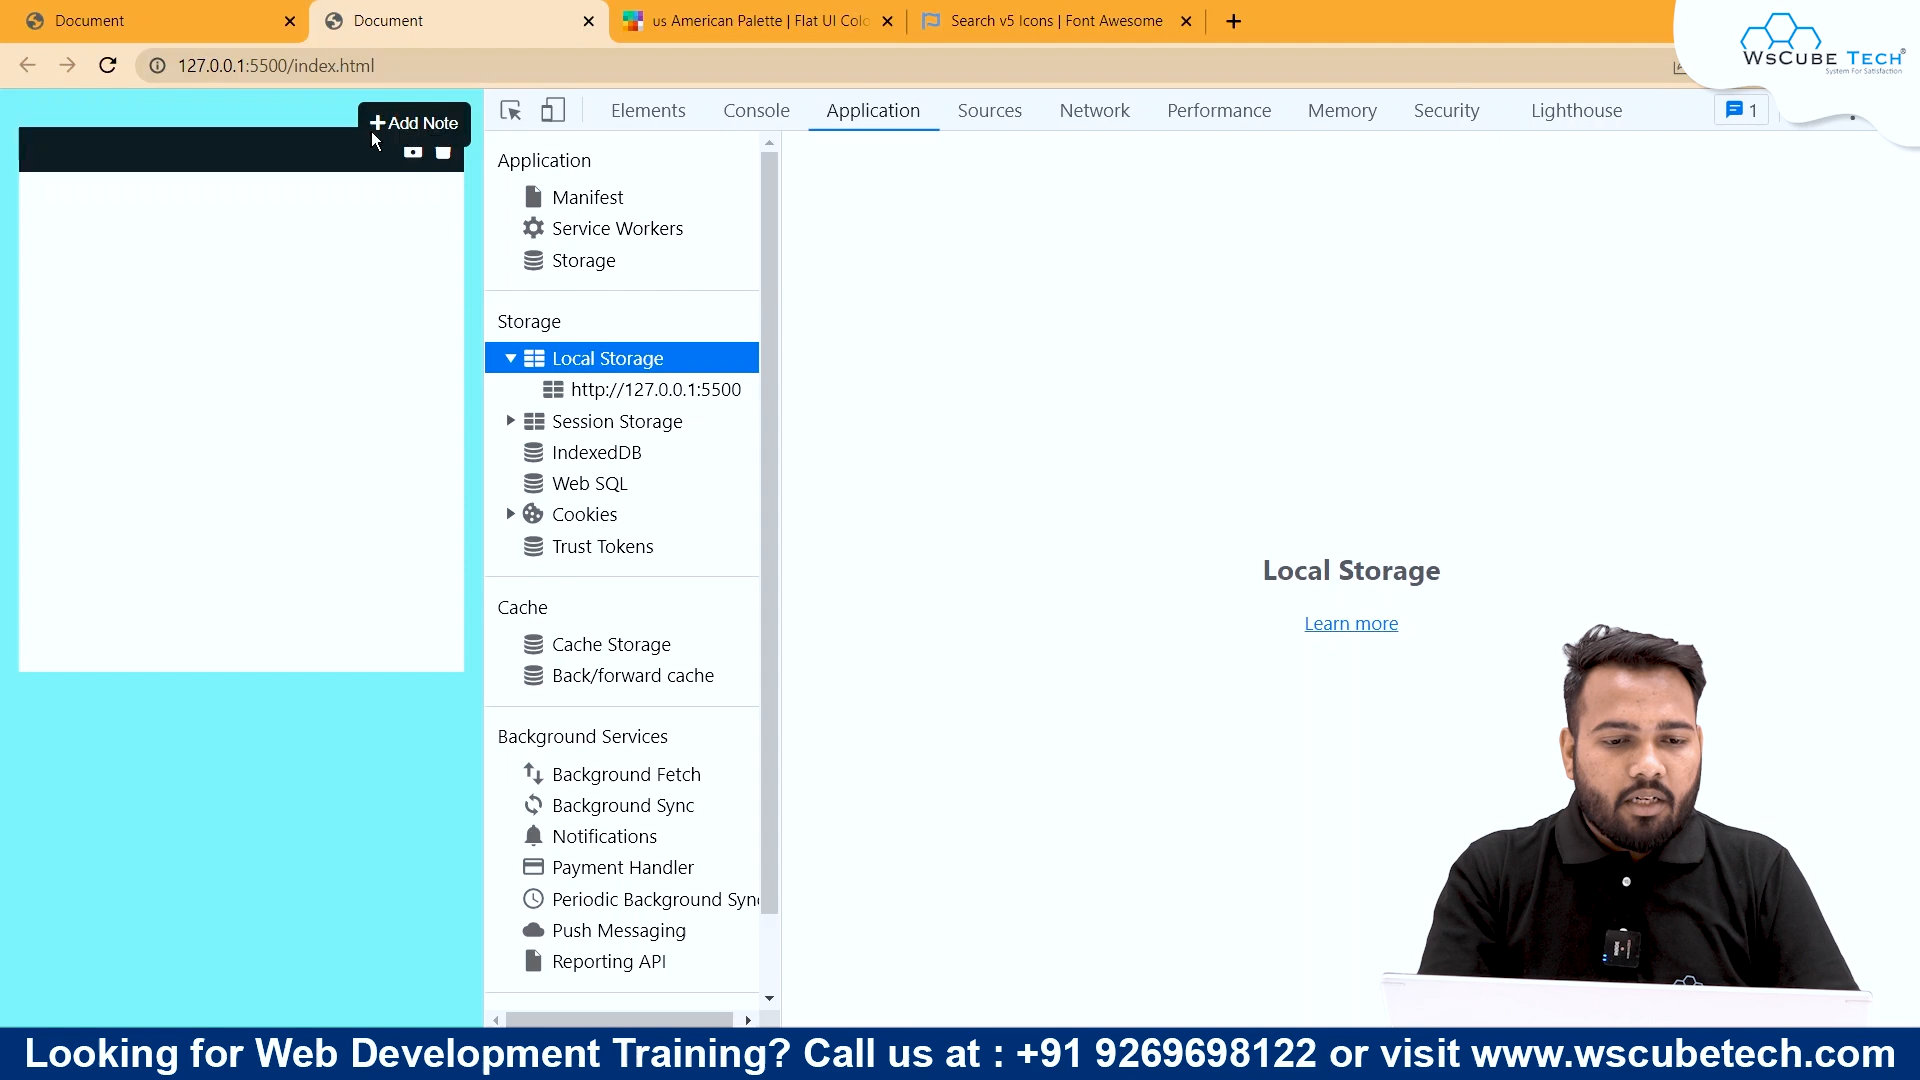 Document
Document
us American Palette | Flat UI Colo
Search v5 Icons | Font Awesome
127.0.0.1:5500/index.html
WsCube Tech®
System For Satisfaction
Add Note
Elements
Console
Application
Sources
Network
Performance
Memory
Security
Lighthouse
1
Application
Manifest
Service Workers
Storage
Storage
Local Storage
http://127.0.0.1:5500
Session Storage
IndexedDB
Web SQL
Cookies
Trust Tokens
Cache
Cache Storage
Back/forward cache
Background Services
Background Fetch
Background Sync
Notifications
Payment Handler
Periodic Background Sync
Push Messaging
Reporting API
Local Storage
Learn more
Looking for Web Development Training? Call us at : +91 9269698122 or visit www.wscubetech.com